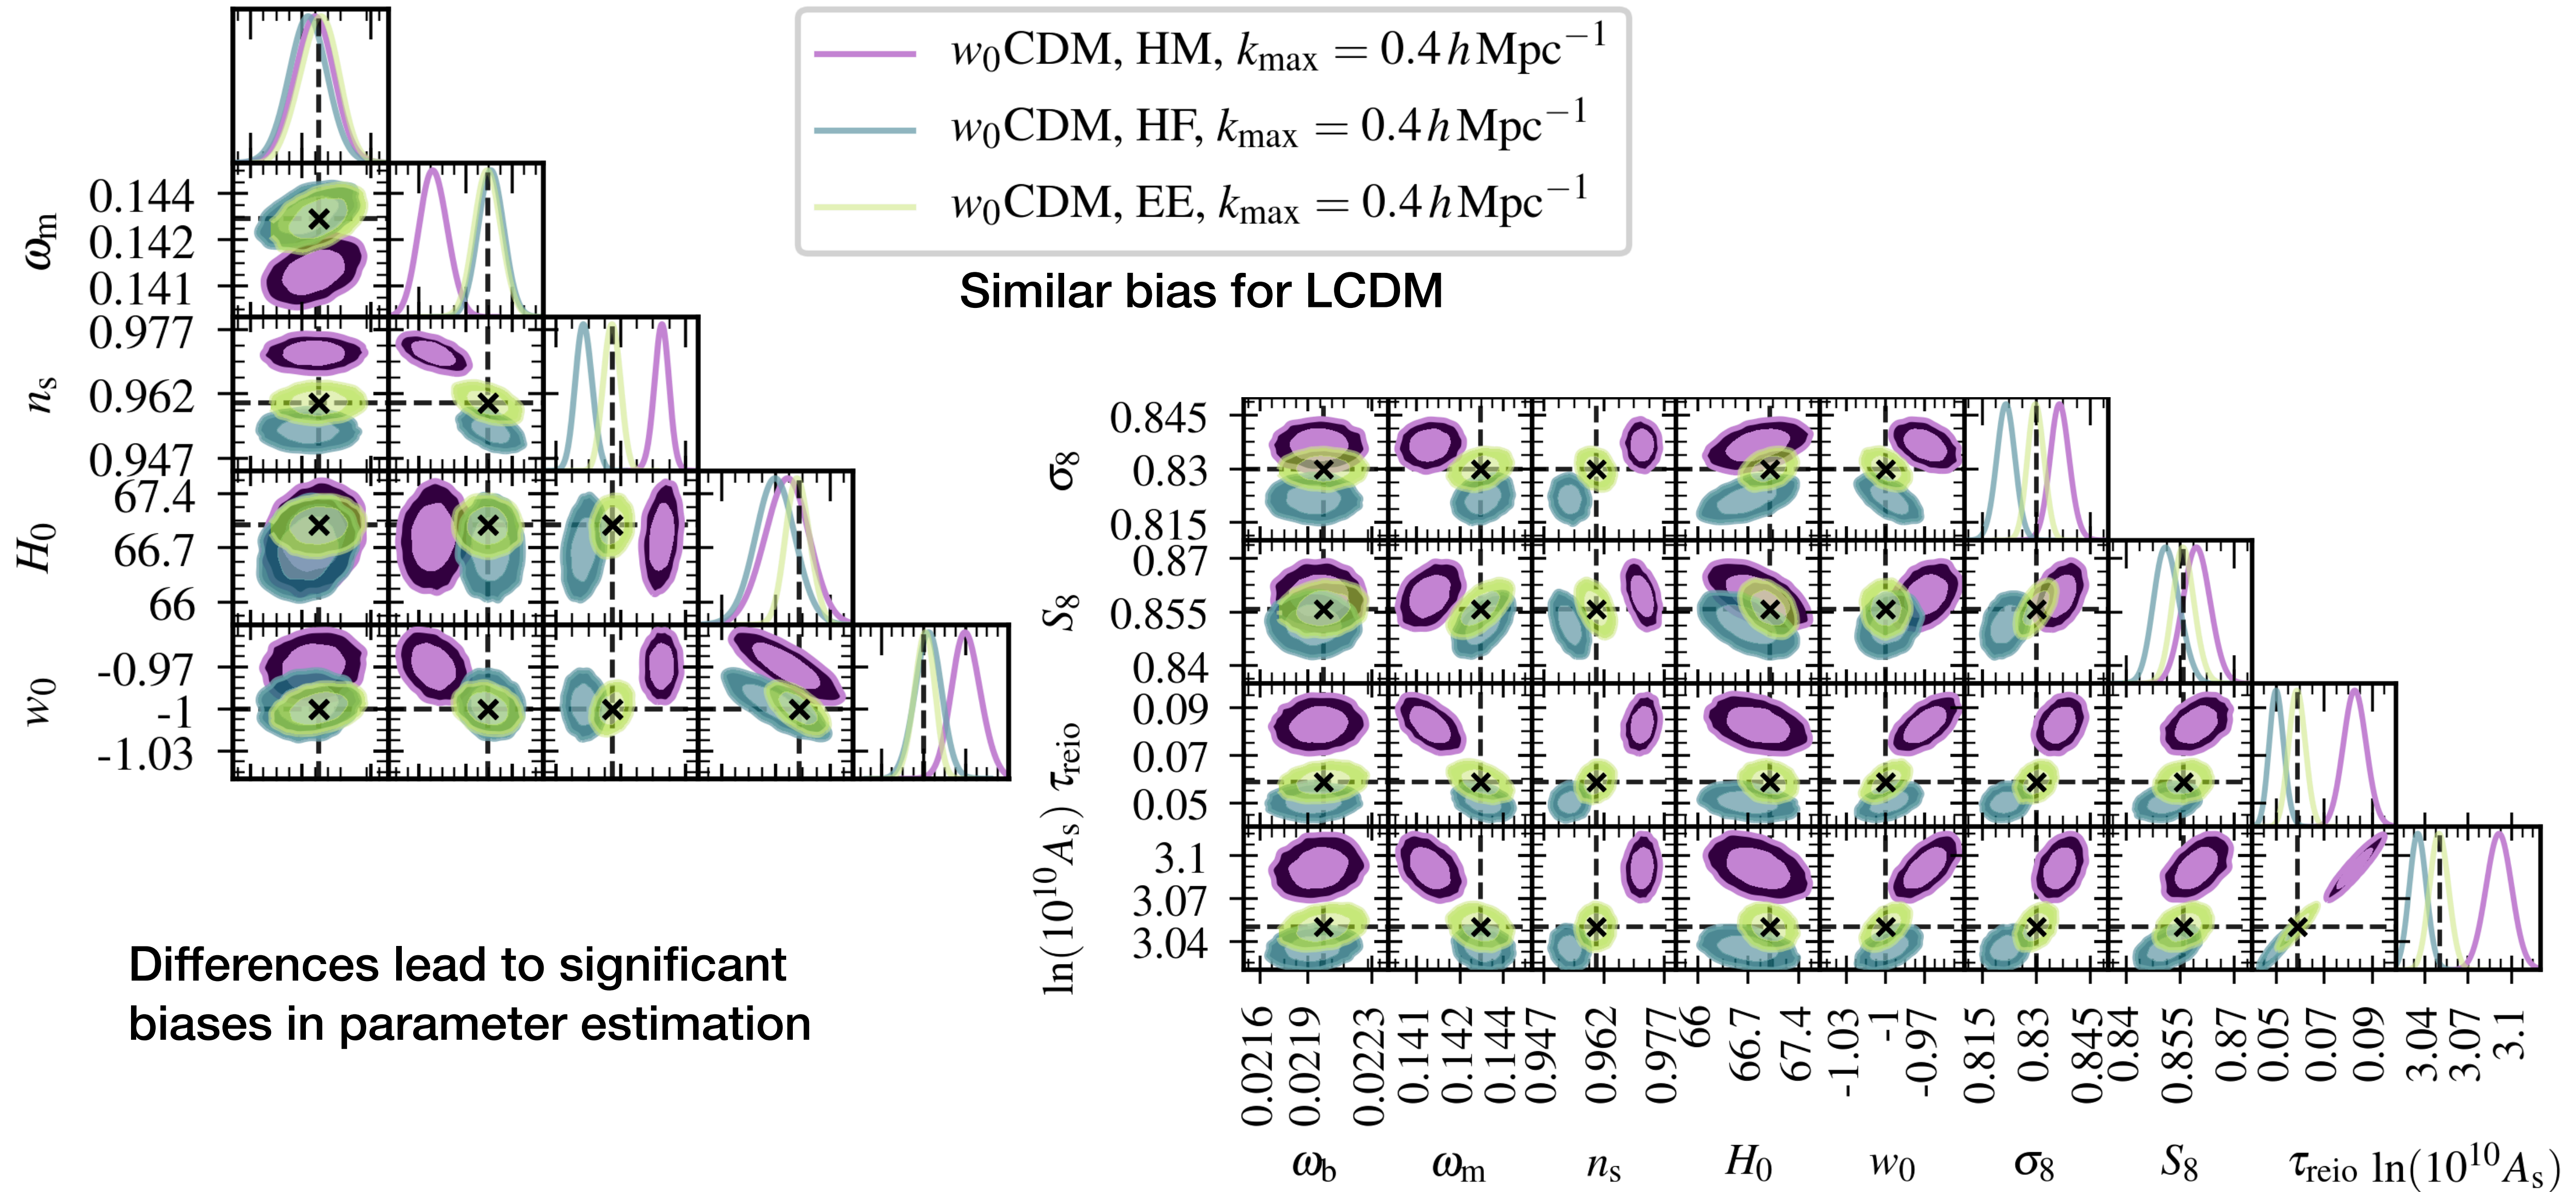 w₀CDM, HM, kₘₐₓ = 0.4 h Mpc⁻¹
w₀CDM, HF, kₘₐₓ = 0.4 h Mpc⁻¹
w₀CDM, EE, kₘₐₓ = 0.4 h Mpc⁻¹
Similar bias for LCDM
ωm
0.144
0.142
0.141
nₛ
0.977
0.962
0.947
H₀
67.4
66.7
66
w₀
-0.97
-1
-1.03
Differences lead to significant
biases in parameter estimation
σ₈
0.845
0.83
0.815
S₈
0.87
0.855
0.84
τreio
0.09
0.07
0.05
ln(10¹⁰Aₛ)
3.1
3.07
3.04
0.0216 0.0219 0.0223 0.141 0.142 0.144 0.947 0.962 0.977 66 66.7 67.4 -1.03 -1 -0.97 0.815 0.83 0.845 0.84 0.855 0.87 0.05 0.07 0.09 3.04 3.07 3.1
ωb ωm nₛ H₀ w₀ σ₈ S₈ τreio ln(10¹⁰Aₛ)